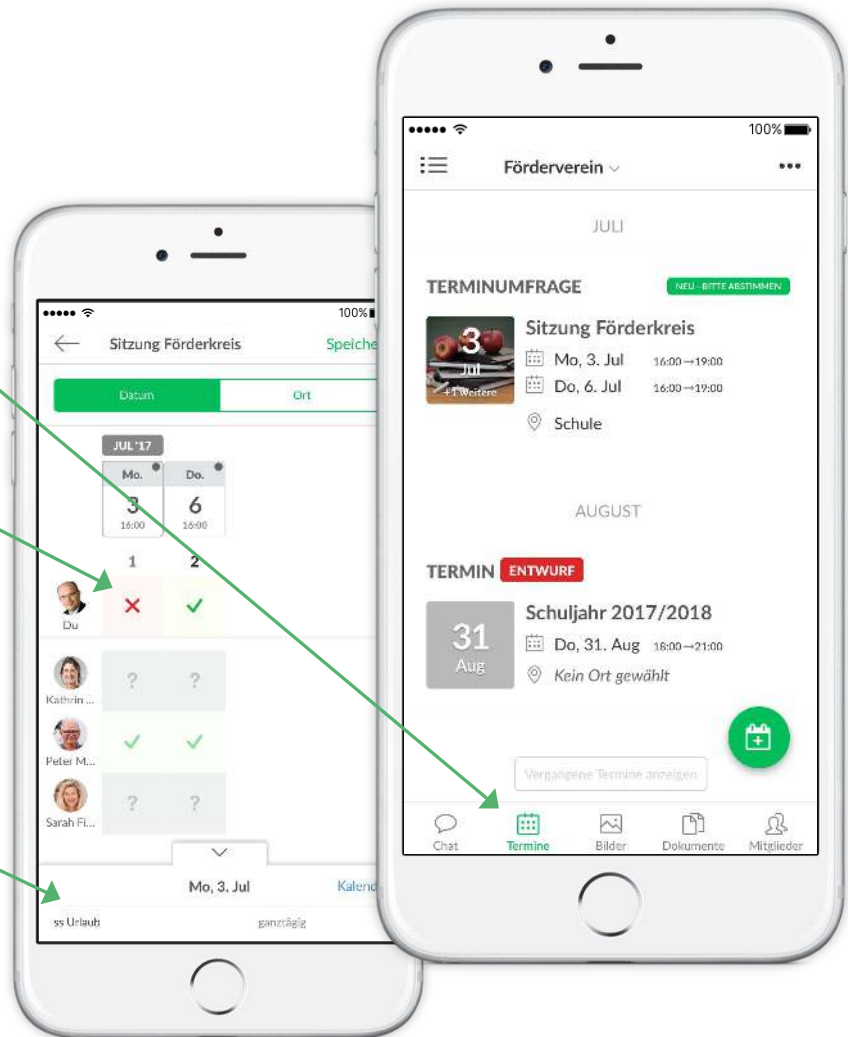 100%
Sitzung Förderkreis Speiche
Datum Ort
JUL '17
Mo. Do.
3 6
16:00 16:00
1 2
Du
? ?
Kathrin ...
Peter M...
? ?
Sarah Fi...
Mo, 3. Jul Kalend
ss Urlaub ganztägig
100%
Förderverein
JULI
TERMINUMFRAGE NEU - BITTE ABSTIMMEN
3
Jul
+1 Weitere
Sitzung Förderkreis
Mo, 3. Jul 16:00→19:00
Do, 6. Jul 16:00→19:00
Schule
AUGUST
TERMIN ENTWURF
31
Aug
Schuljahr 2017/2018
Do, 31. Aug 18:00→21:00
Kein Ort gewählt
Vergangene Termine anzeigen
Chat Termine Bilder Dokumente Mitglieder